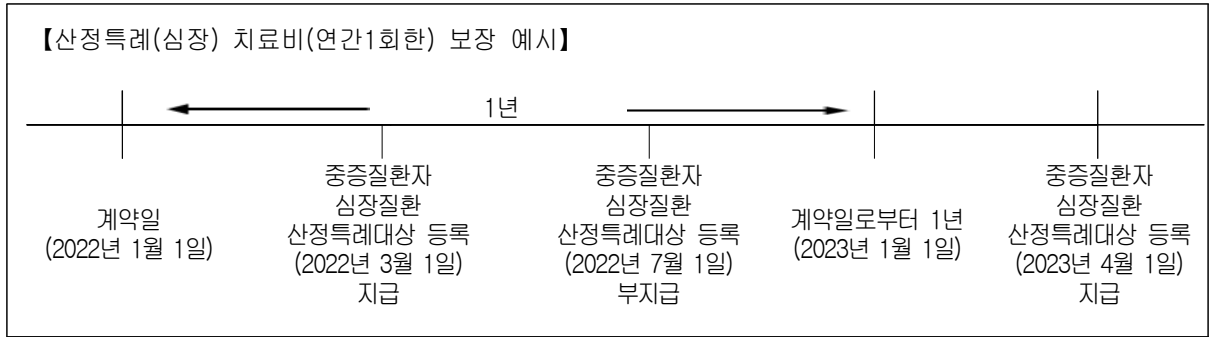 【산정특례(심장) 치료비(연간1회한) 보장 예시】
1년
계약일
(2022년 1월 1일)
중증질환자
심장질환
산정특례대상 등록
(2022년 3월 1일)
지급
중증질환자
심장질환
산정특례대상 등록
(2022년 7월 1일)
부지급
계약일로부터 1년
(2023년 1월 1일)
중증질환자
심장질환
산정특례대상 등록
(2023년 4월 1일)
지급